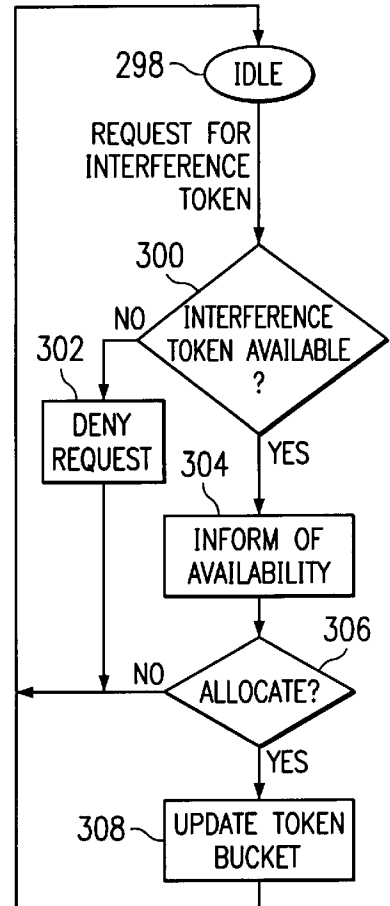 298
IDLE
REQUEST FOR
INTERFERENCE
TOKEN
300
NO
INTERFERENCE
TOKEN AVAILABLE
?
302
DENY
REQUEST
YES
304
INFORM OF
AVAILABILITY
306
NO
ALLOCATE?
YES
308
UPDATE TOKEN
BUCKET